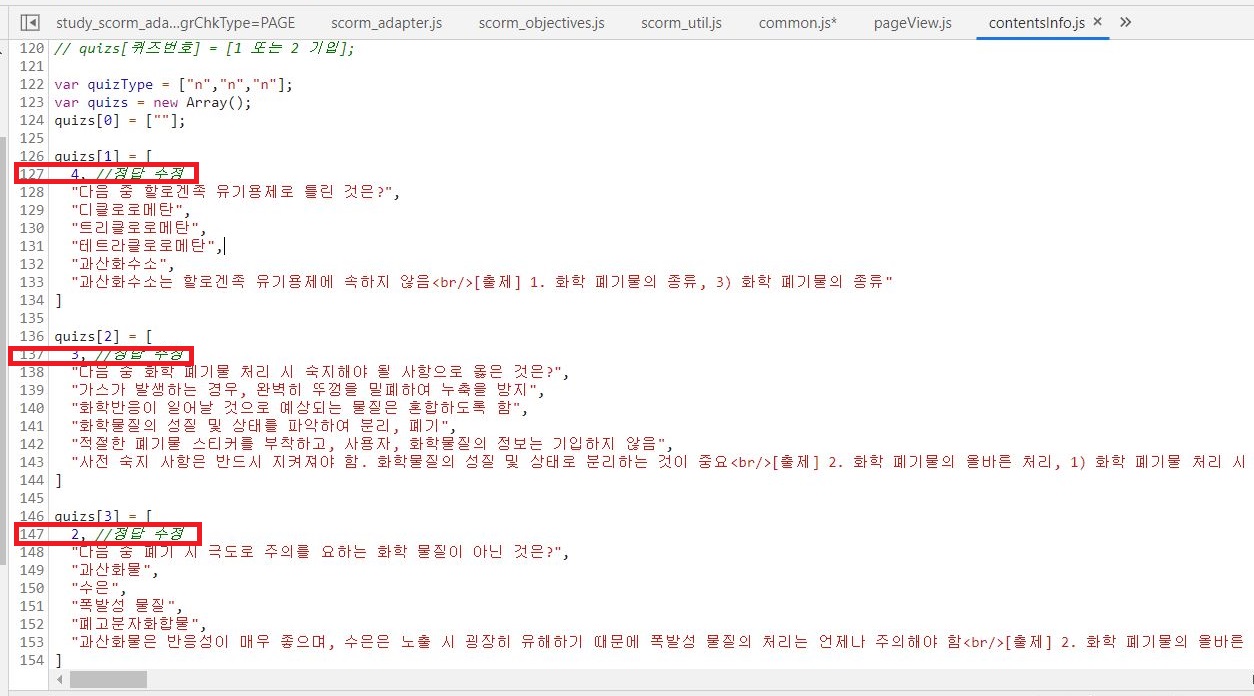 study_scorm_ada...grChkType=PAGE scorm_adapter.js scorm_objectives.js scorm_util.js common.js* pageView.js contentsInfo.js × »
120 // quizs[퀴즈번호] = [1 또는 2 기입];
121
122 var quizType = ["n","n","n"];
123 var quizs = new Array();
124 quizs[0] = [""];
125
126 quizs[1] = [
127 4, //정답 수정
128 "다음 중 할로겐족 유기용제로 틀린 것은?",
129 "디클로로메탄",
130 "트리클로로메탄",
131 "테트라클로로메탄",
132 "과산화수소",
133 "과산화수소는 할로겐족 유기용제에 속하지 않음<br/>[출제] 1. 화학 폐기물의 종류, 3) 화학 폐기물의 종류"
134 ]
135
136 quizs[2] = [
137 3, //정답 수정
138 "다음 중 화학 폐기물 처리 시 숙지해야 될 사항으로 옳은 것은?",
139 "가스가 발생하는 경우, 완벽히 뚜껑을 밀폐하여 누축을 방지",
140 "화학반응이 일어날 것으로 예상되는 물질은 혼합하도록 함",
141 "화학물질의 성질 및 상태를 파악하여 분리, 폐기",
142 "적절한 폐기물 스티커를 부착하고, 사용자, 화학물질의 정보는 기입하지 않음",
143 "사전 숙지 사항은 반드시 지켜져야 함. 화학물질의 성질 및 상태로 분리하는 것이 중요<br/>[출제] 2. 화학 폐기물의 올바른 처리, 1) 화학 폐기물 처리 시
144 ]
145
146 quizs[3] = [
147 2, //정답 수정
148 "다음 중 폐기 시 극도로 주의를 요하는 화학 물질이 아닌 것은?",
149 "과산화물",
150 "수은",
151 "폭발성 물질",
152 "폐고분자화합물",
153 "과산화물은 반응성이 매우 좋으며, 수은은 노출 시 굉장히 유해하기 때문에 폭발성 물질의 처리는 언제나 주의해야 함<br/>[출제] 2. 화학 폐기물의 올바른
154 ]